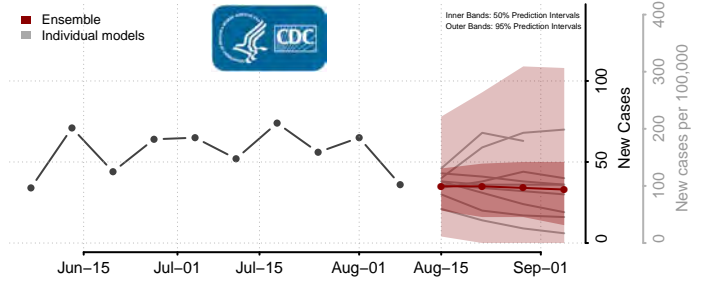 Ensemble
Individual models
CDC
Inner Bands: 50% Prediction Intervals
Outer Bands: 95% Prediction Intervals
0
50
100
New Cases
0
100
200
300
400
New cases per 100,000
Jun–15
Jul–01
Jul–15
Aug–01
Aug–15
Sep–01